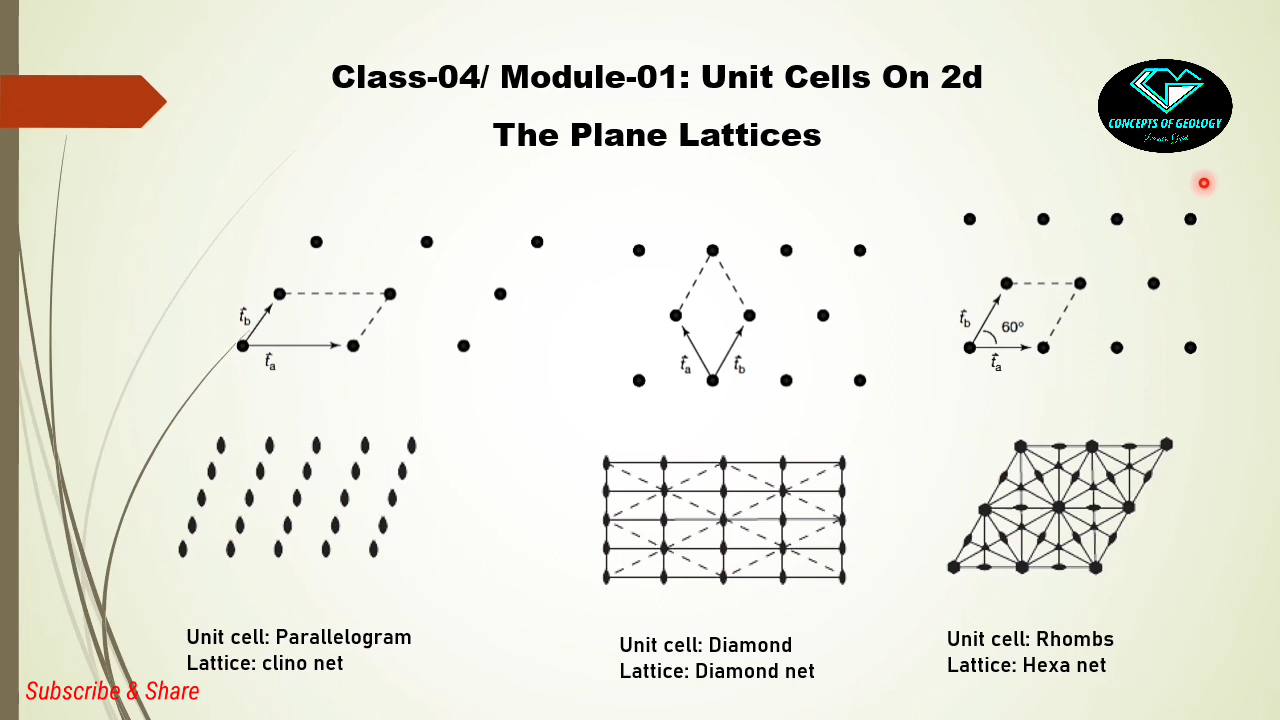 Class-04/ Module-01: Unit Cells On 2d
The Plane Lattices
CONCEPTS OF GEOLOGY
t⃗b
t⃗a
t⃗a
t⃗b
t⃗b
60°
t⃗a
Unit cell: Parallelogram
Lattice: clino net
Unit cell: Diamond
Lattice: Diamond net
Unit cell: Rhombs
Lattice: Hexa net
Subscribe & Share